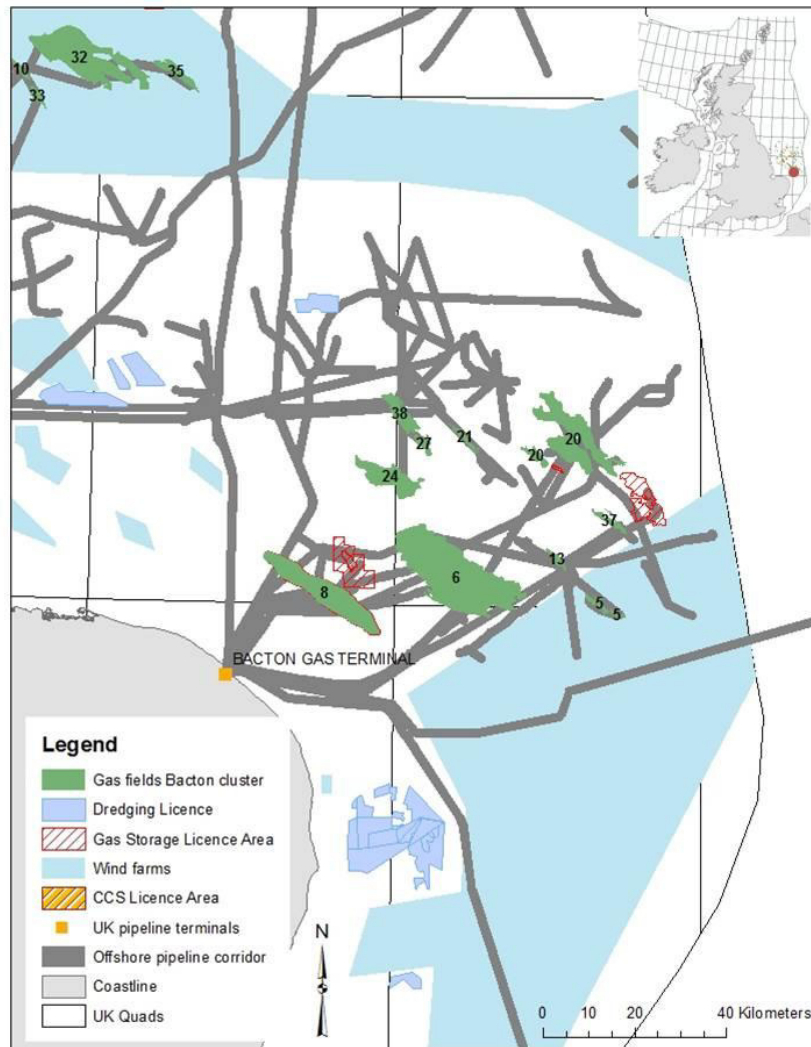 32
35
10
33
38
27
21
20
20
24
37
13
6
8
5
5
BACTON GAS TERMINAL
Legend
Gas fields Bacton cluster
Dredging Licence
Gas Storage Licence Area
Wind farms
CCS Licence Area
UK pipeline terminals
Offshore pipeline corridor
Coastline
UK Quads
N
0 10 20 40 Kilometers